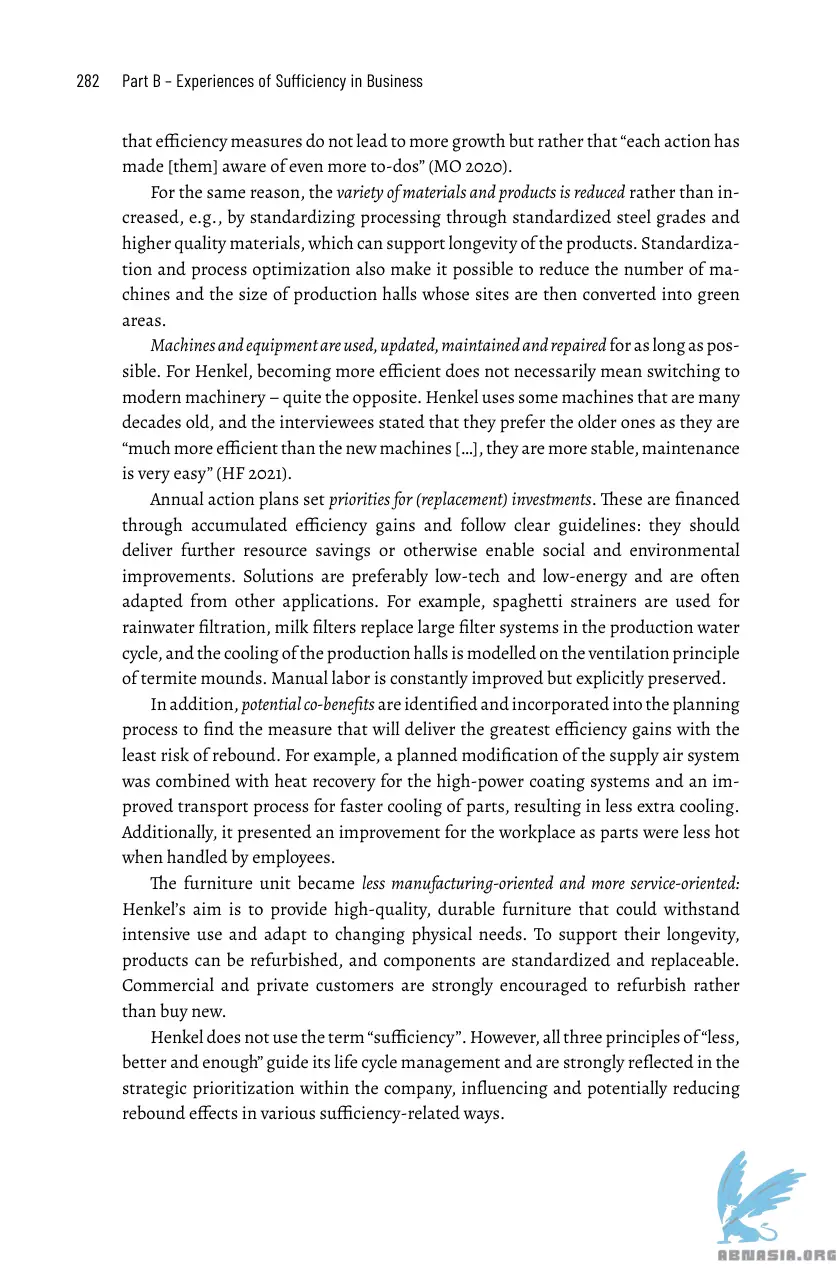 282 Part B – Experiences of Sufficiency in Business
that efficiency measures do not lead to more growth but rather that “each action has
made [them] aware of even more to-dos” (MO 2020).
For the same reason, the variety of materials and products is reduced rather than in-
creased, e.g., by standardizing processing through standardized steel grades and
higher quality materials, which can support longevity of the products. Standardiza-
tion and process optimization also make it possible to reduce the number of ma-
chines and the size of production halls whose sites are then converted into green
areas.
Machines and equipment are used, updated, maintained and repaired for as long as pos-
sible. For Henkel, becoming more efficient does not necessarily mean switching to
modern machinery – quite the opposite. Henkel uses some machines that are many
decades old, and the interviewees stated that they prefer the older ones as they are
“much more efficient than the new machines […], they are more stable, maintenance
is very easy” (HF 2021).
Annual action plans set priorities for (replacement) investments. These are financed
through accumulated efficiency gains and follow clear guidelines: they should
deliver further resource savings or otherwise enable social and environmental
improvements. Solutions are preferably low-tech and low-energy and are often
adapted from other applications. For example, spaghetti strainers are used for
rainwater filtration, milk filters replace large filter systems in the production water
cycle, and the cooling of the production halls is modelled on the ventilation principle
of termite mounds. Manual labor is constantly improved but explicitly preserved.
In addition, potential co-benefits are identified and incorporated into the planning
process to find the measure that will deliver the greatest efficiency gains with the
least risk of rebound. For example, a planned modification of the supply air system
was combined with heat recovery for the high-power coating systems and an im-
proved transport process for faster cooling of parts, resulting in less extra cooling.
Additionally, it presented an improvement for the workplace as parts were less hot
when handled by employees.
The furniture unit became less manufacturing-oriented and more service-oriented:
Henkel’s aim is to provide high-quality, durable furniture that could withstand
intensive use and adapt to changing physical needs. To support their longevity,
products can be refurbished, and components are standardized and replaceable.
Commercial and private customers are strongly encouraged to refurbish rather
than buy new.
Henkel does not use the term “sufficiency”. However, all three principles of “less,
better and enough” guide its life cycle management and are strongly reflected in the
strategic prioritization within the company, influencing and potentially reducing
rebound effects in various sufficiency-related ways.
ABNASIA.ORG